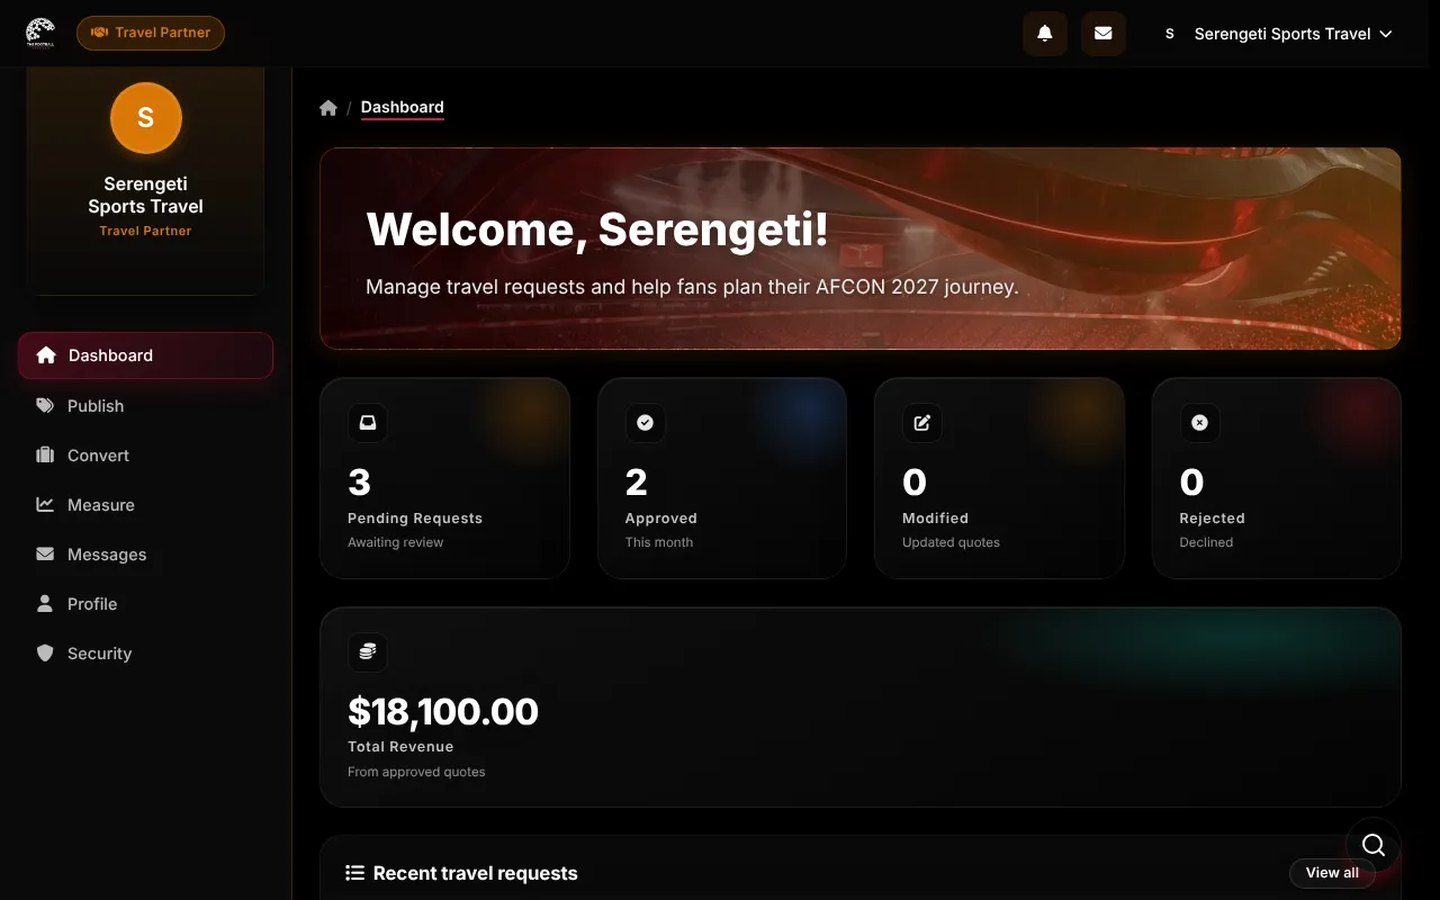 Travel Partner
S
Serengeti Sports Travel
S
Serengeti
Sports Travel
Travel Partner
Dashboard
Publish
Convert
Measure
Messages
Profile
Security
/ Dashboard
Welcome, Serengeti!
Manage travel requests and help fans plan their AFCON 2027 journey.
3
Pending Requests
Awaiting review
2
Approved
This month
0
Modified
Updated quotes
0
Rejected
Declined
$18,100.00
Total Revenue
From approved quotes
Recent travel requests
View all